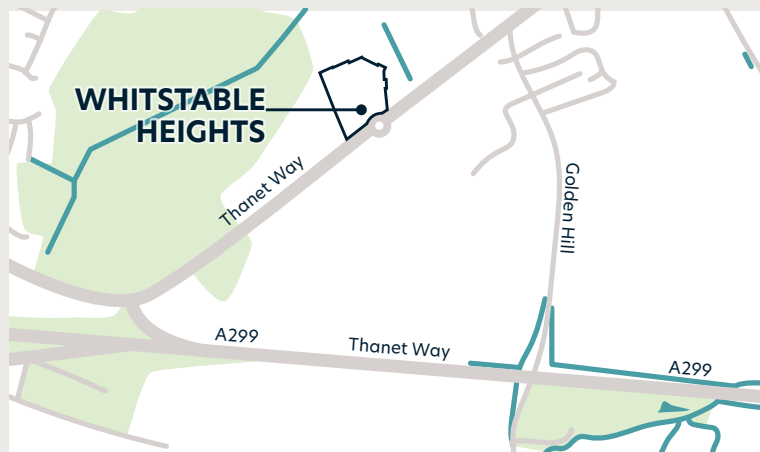 WHITSTABLE
HEIGHTS
Thanet Way
Golden Hill
A299
Thanet Way
A299